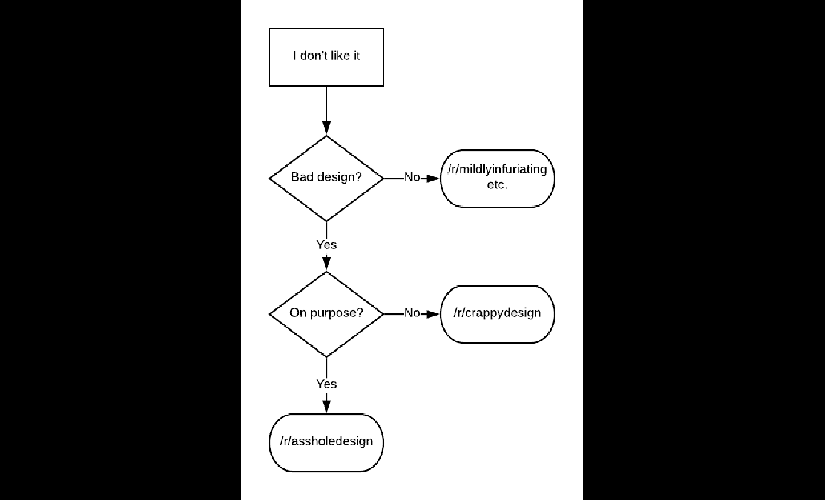 I don't like it
Bad design?
No
/r/mildlyinfuriating
etc.
Yes
On purpose?
No
/r/crappydesign
Yes
/r/assholedesign